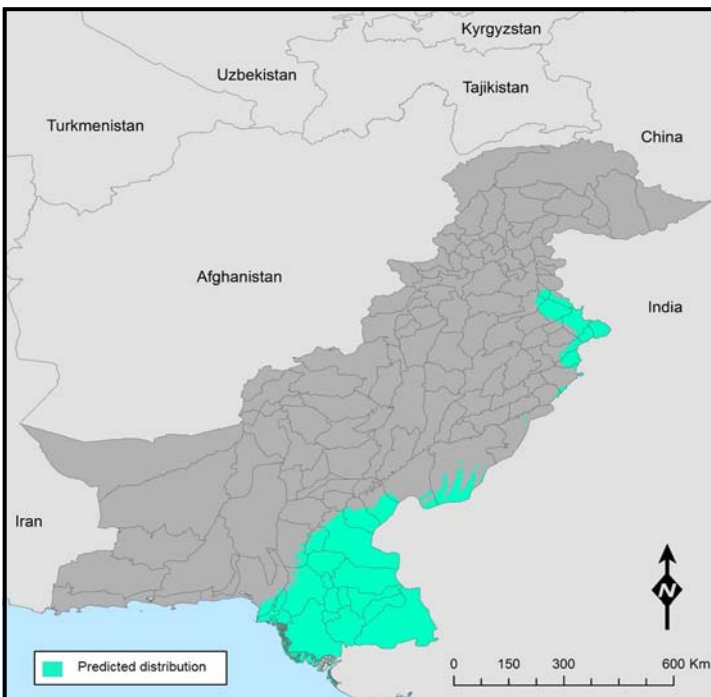 Kyrgyzstan
Uzbekistan
Tajikistan
Turkmenistan
China
Afghanistan
India
Iran
N
Predicted distribution
0 150 300 600 Km